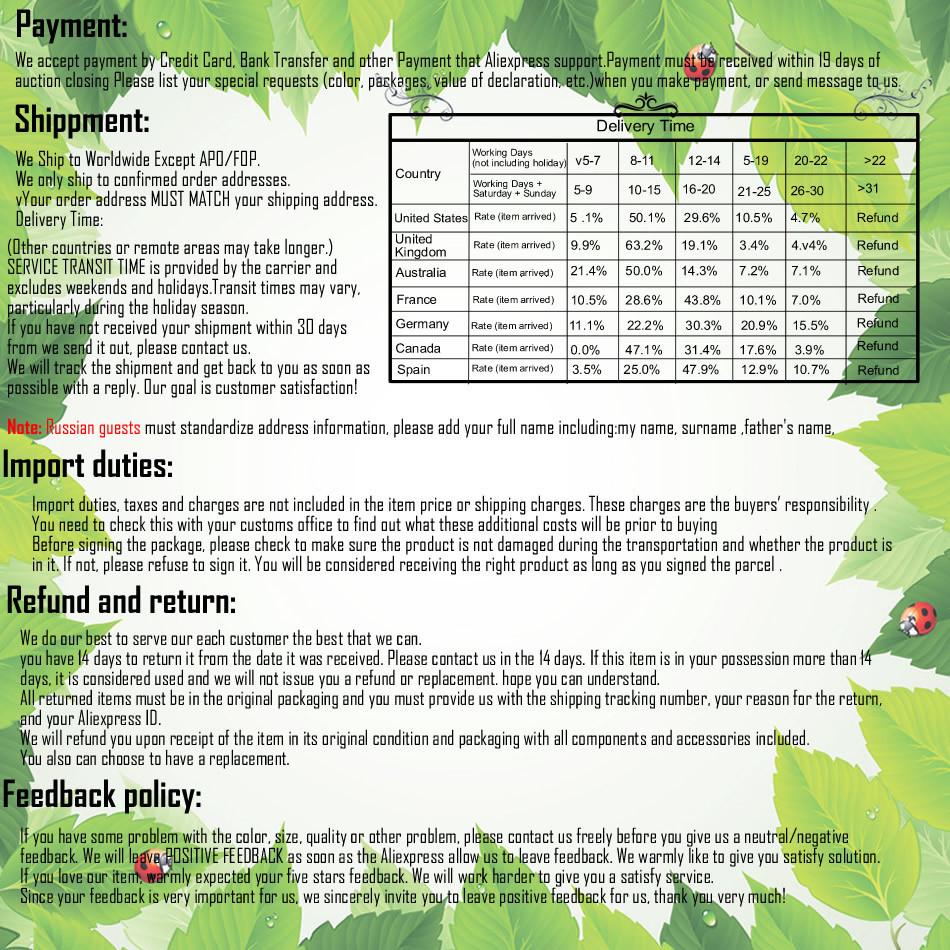 Payment:
We accept payment by Credit Card, Bank Transfer and other Payment that Aliexpress support.Payment must be received within 19 days of
auction closing Please list your special requests (color, packages, value of declaration, etc.)when you make payment, or send message to us.
Shippment:
We Ship to Worldwide Except APO/FOP.
We only ship to confirmed order addresses.
vYour order address MUST MATCH your shipping address.
Delivery Time:
(Other countries or remote areas may take longer.)
SERVICE TRANSIT TIME is provided by the carrier and
excludes weekends and holidays.Transit times may vary,
particularly during the holiday season.
If you have not received your shipment within 30 days
from we send it out, please contact us.
We will track the shipment and get back to you as soon as
possible with a reply. Our goal is customer satisfaction!
Delivery Time
Country
Working Days
(not including holiday) v5-7 8-11 12-14 5-19 20-22 >22
Working Days +
Saturday + Sunday 5-9 10-15 16-20 21-25 26-30 >31
United States Rate (item arrived) 5 .1% 50.1% 29.6% 10.5% 4.7% Refund
United
Kingdom Rate (item arrived) 9.9% 63.2% 19.1% 3.4% 4.v4% Refund
Australia Rate (item arrived) 21.4% 50.0% 14.3% 7.2% 7.1% Refund
France Rate (item arrived) 10.5% 28.6% 43.8% 10.1% 7.0% Refund
Germany Rate (item arrived) 11.1% 22.2% 30.3% 20.9% 15.5% Refund
Canada Rate (item arrived) 0.0% 47.1% 31.4% 17.6% 3.9% Refund
Spain Rate (item arrived) 3.5% 25.0% 47.9% 12.9% 10.7% Refund
Note: Russian guests must standardize address information, please add your full name including:my name, surname ,father's name,
Import duties:
Import duties, taxes and charges are not included in the item price or shipping charges. These charges are the buyers’ responsibility .
You need to check this with your customs office to find out what these additional costs will be prior to buying
Before signing the package, please check to make sure the product is not damaged during the transportation and whether the product is
in it. If not, please refuse to sign it. You will be considered receiving the right product as long as you signed the parcel .
Refund and return:
We do our best to serve our each customer the best that we can.
you have 14 days to return it from the date it was received. Please contact us in the 14 days. If this item is in your possession more than 14
days, it is considered used and we will not issue you a refund or replacement. hope you can understand.
All returned items must be in the original packaging and you must provide us with the shipping tracking number, your reason for the return,
and your Aliexpress ID.
We will refund you upon receipt of the item in its original condition and packaging with all components and accessories included.
You also can choose to have a replacement.
Feedback policy:
If you have some problem with the color, size, quality or other problem, please contact us freely before you give us a neutral/negative
feedback. We will leave POSITIVE FEEDBACK as soon as the Aliexpress allow us to leave feedback. We warmly like to give you satisfy solution.
If you love our item, warmly expected your five stars feedback. We will work harder to give you a satisfy service.
Since your feedback is very important for us, we sincerely invite you to leave positive feedback for us, thank you very much!